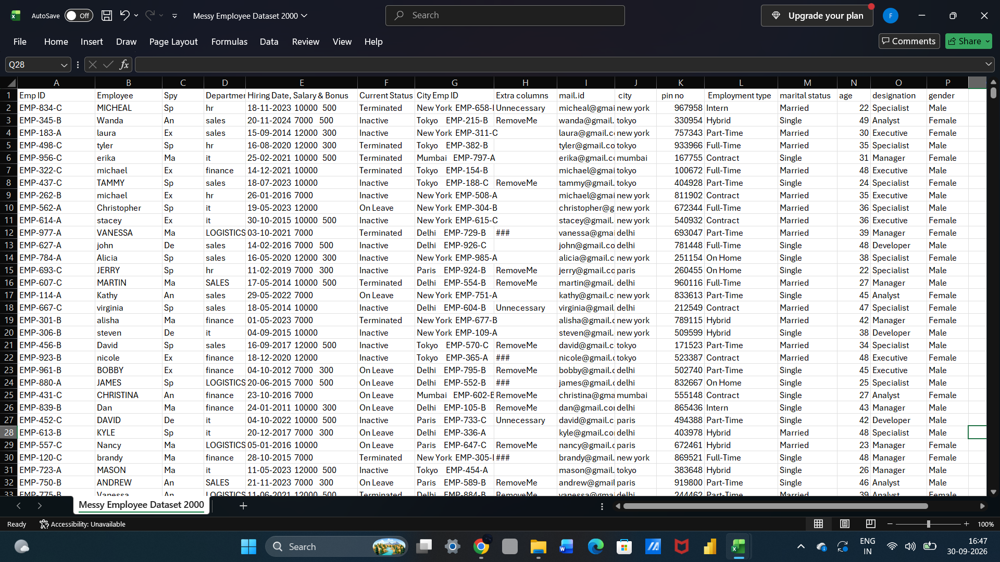 AutoSave Off Messy Employee Dataset 2000 Search Upgrade your plan F
File Home Insert Draw Page Layout Formulas Data Review View Help Comments Share
Q28 fx
A B C D E F G H I J K L M N O P
1 Emp ID Employee Spy Departmen Hiring Date, Salary & Bonus Current Status City Emp ID Extra columns mail.id city pin no Employment type marital status age designation gender
2 EMP-834-C MICHEAL Sp hr 18-11-2023 10000 500 Terminated New York EMP-658- Unnecessary micheal@gmai new york 967958 Intern Married 22 Specialist Male
3 EMP-345-B Wanda An sales 20-11-2024 7000 500 Inactive Tokyo EMP-215-B RemoveMe wanda@gmail. tokyo 330954 Hybrid Single 49 Analyst Female
4 EMP-183-A laura Ex sales 15-09-2014 12000 300 Inactive New York EMP-311-C laura@gmail.c new york 757343 Part-Time Married 30 Executive Female
5 EMP-498-C tyler Sp hr 16-08-2020 12000 300 Terminated Tokyo EMP-382-B tyler@gmail.co tokyo 933966 Full-Time Married 35 Specialist Male
6 EMP-956-C erika Ma it 25-02-2021 10000 500 Terminated Mumbai EMP-797-A erika@gmail.c mumbai 167755 Contract Single 31 Manager Female
7 EMP-322-C michael Ex finance 14-12-2021 10000 Terminated Tokyo EMP-154-B michael@gmai tokyo 100672 Full-Time Married 48 Executive Male
8 EMP-437-C TAMMY Sp sales 18-07-2023 10000 Inactive Tokyo EMP-188-C RemoveMe tammy@gmail. tokyo 404928 Part-Time Single 24 Specialist Female
9 EMP-262-B michael Ex hr 26-01-2016 7000 Inactive New York EMP-508-A michael@gmai new york 811902 Contract Married 35 Executive Male
10 EMP-562-A Christopher Sp it 19-05-2023 12000 On Leave New York EMP-304-B christopher@g new york 672344 Full-Time Married 36 Specialist Male
11 EMP-614-A stacey Ex it 30-10-2015 10000 500 Inactive New York EMP-615-C stacey@gmail. new york 540932 Contract Married 36 Executive Female
12 EMP-977-A VANESSA Ma LOGISTICS 03-10-2021 7000 Terminated Delhi EMP-729-B ### vanessa@gmai delhi 693047 Part-Time Married 39 Manager Female
13 EMP-627-A john De sales 14-02-2016 7000 500 Inactive Delhi EMP-926-C john@gmail.co delhi 781448 Full-Time Single 48 Developer Male
14 EMP-784-A Alicia Sp sales 16-05-2020 12000 300 Inactive New York EMP-985-A alicia@gmail.c new york 251154 On Home Single 38 Specialist Female
15 EMP-693-C JERRY Sp hr 11-02-2019 7000 300 Inactive Paris EMP-924-B RemoveMe jerry@gmail.co paris 260455 On Home Single 22 Specialist Male
16 EMP-607-C MARTIN Ma SALES 17-05-2014 10000 500 Terminated Delhi EMP-554-B RemoveMe martin@gmail. delhi 960116 Full-Time Married 27 Manager Male
17 EMP-114-A Kathy An sales 29-05-2022 7000 On Leave New York EMP-751-A kathy@gmail.c new york 833613 Part-Time Single 45 Analyst Female
18 EMP-667-C virginia Sp sales 18-05-2014 10000 Inactive Delhi EMP-604-B Unnecessary virginia@gmail. delhi 212549 Contract Married 47 Specialist Female
19 EMP-301-B alisha Ma finance 01-05-2023 7000 Terminated New York EMP-677-B alisha@gmail. new york 789115 Hybrid Married 42 Manager Female
20 EMP-306-B steven De it 04-09-2015 10000 Inactive New York EMP-109-A steven@gmail. new york 509599 Hybrid Single 38 Developer Male
21 EMP-456-B David Sp sales 16-09-2017 12000 500 Inactive Tokyo EMP-570-C RemoveMe david@gmail.c tokyo 171523 Part-Time Married 34 Specialist Male
22 EMP-923-B nicole Ex finance 18-12-2020 12000 Inactive Tokyo EMP-365-A ### nicole@gmail. tokyo 523387 Contract Married 48 Executive Female
23 EMP-961-B BOBBY Ex finance 04-10-2012 7000 300 On Leave Delhi EMP-795-B RemoveMe bobby@gmail. delhi 502740 Part-Time Single 45 Executive Male
24 EMP-880-A JAMES Sp LOGISTICS 20-06-2015 7000 500 On Leave Delhi EMP-552-B ### james@gmail. delhi 832667 On Home Single 25 Specialist Male
25 EMP-431-C CHRISTINA An finance 23-10-2016 7000 On Leave Mumbai EMP-602-B RemoveMe christina@gma mumbai 555148 Contract Single 27 Analyst Female
26 EMP-839-B Dan Ma finance 24-01-2011 10000 300 On Leave Delhi EMP-105-B RemoveMe dan@gmail.co delhi 865436 Intern Single 43 Manager Male
27 EMP-452-C DAVID De it 04-10-2022 10000 500 Inactive Paris EMP-733-C Unnecessary david@gmail.c paris 494388 Part-Time Single 42 Developer Male
28 EMP-613-B KYLE Sp it 20-12-2017 7000 300 On Leave Delhi EMP-336-A kyle@gmail.co delhi 403978 Hybrid Married 48 Specialist Male
29 EMP-557-C Nancy Ma LOGISTICS 05-01-2016 10000 On Leave Paris EMP-647-C RemoveMe nancy@gmail. paris 672461 Hybrid Married 23 Manager Female
30 EMP-120-C brandy Ma finance 28-10-2015 7000 Terminated New York EMP-305- ### brandy@gmail. new york 869521 Full-Time Single 48 Manager Female
31 EMP-723-A MASON Ma it 11-05-2023 12000 500 Inactive Tokyo EMP-454-A mason@gmail. tokyo 383648 Hybrid Single 26 Manager Male
32 EMP-750-B ANDREW An SALES 21-11-2023 7000 300 On Leave Paris EMP-589-B RemoveMe andrew@gmail paris 919800 Part-Time Single 46 Analyst Male
33 EMP-775-B Vanessa An LOGISTICS 11-06-2021 12000 500 Terminated Delhi EMP-884-B RemoveMe vanessa@gmai delhi 244462 Part-Time Married 39 Analyst Female
Messy Employee Dataset 2000
Ready Accessibility: Unavailable 100%
Search ENG IN 16:47 30-09-2026